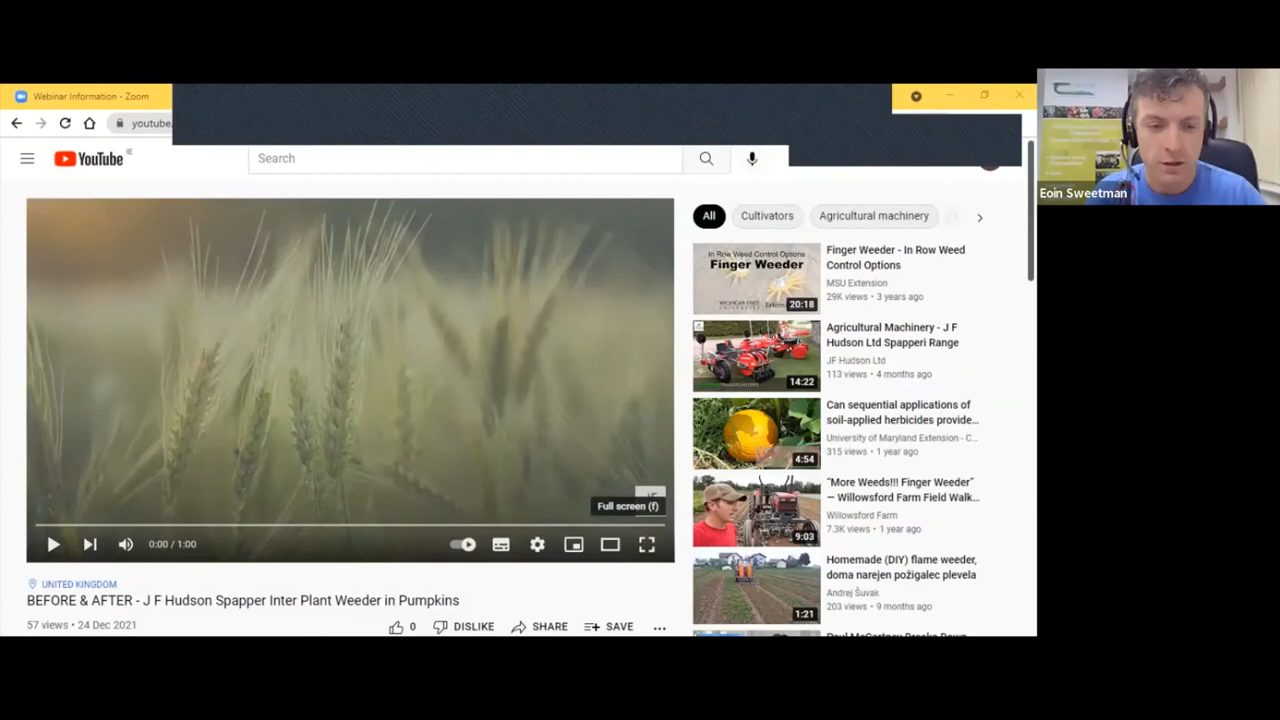 Webinar Information - Zoom
youtube.
YouTube IE
Search
Eoin Sweetman
All
Cultivators
Agricultural machinery
In Row Weed Control Options
Finger Weeder
20:18
Finger Weeder - In Row Weed
Control Options
MSU Extension
29K views • 3 years ago
14:22
Agricultural Machinery - J F
Hudson Ltd Spapperi Range
JF Hudson Ltd
113 views • 4 months ago
4:54
Can sequential applications of
soil-applied herbicides provide...
University of Maryland Extension - C...
315 views • 1 year ago
9:03
"More Weeds!!! Finger Weeder"
— Willowsford Farm Field Walk...
Willowsford Farm
7.3K views • 1 year ago
1:21
Homemade (DIY) flame weeder,
doma narejen požigalec plevela
Andrej Šuvak
203 views • 9 months ago
Full screen (f)
0:00 / 1:00
UNITED KINGDOM
BEFORE & AFTER - J F Hudson Spapper Inter Plant Weeder in Pumpkins
57 views • 24 Dec 2021
0
DISLIKE
SHARE
SAVE